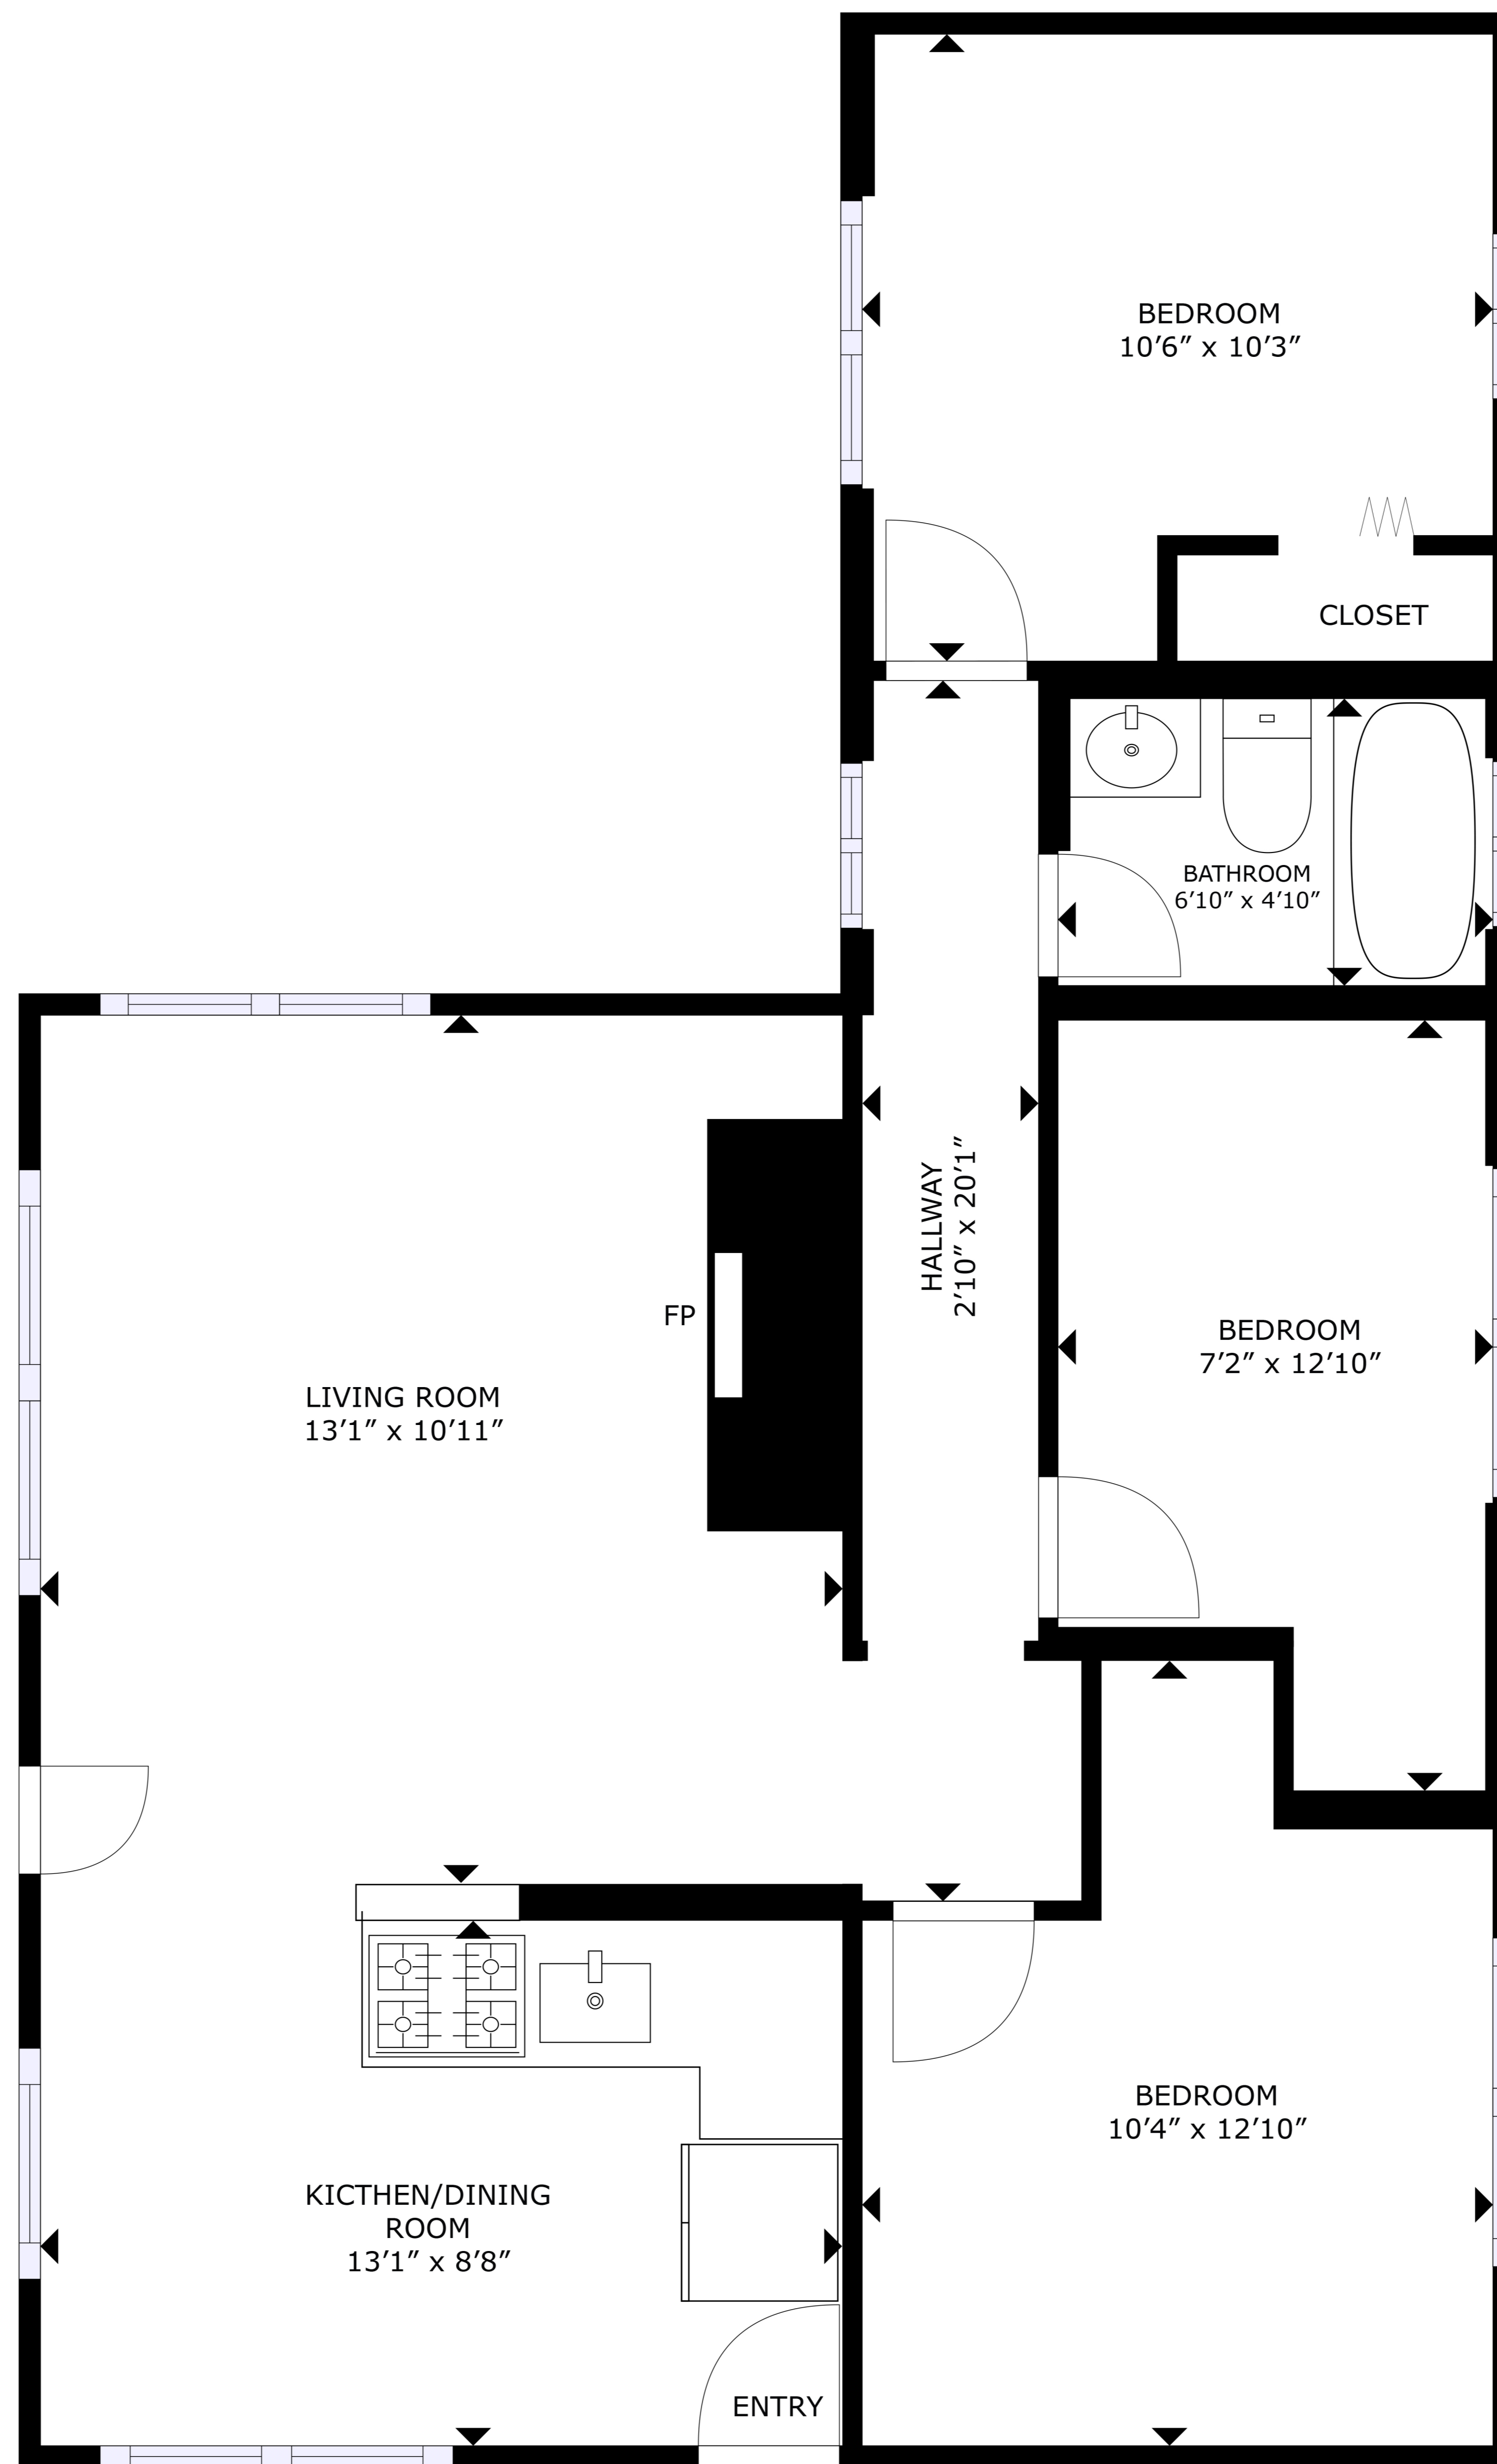 BEDROOM
10’6” x 10’3”
CLOSET
BATHROOM
6’10” x 4’10”
HALLWAY
2’10” x 20’1”
FP
BEDROOM
7’2” x 12’10”
LIVING ROOM
13’1” x 10’11”
BEDROOM
10’4” x 12’10”
KICTHEN/DINING
ROOM
13’1” x 8’8”
ENTRY